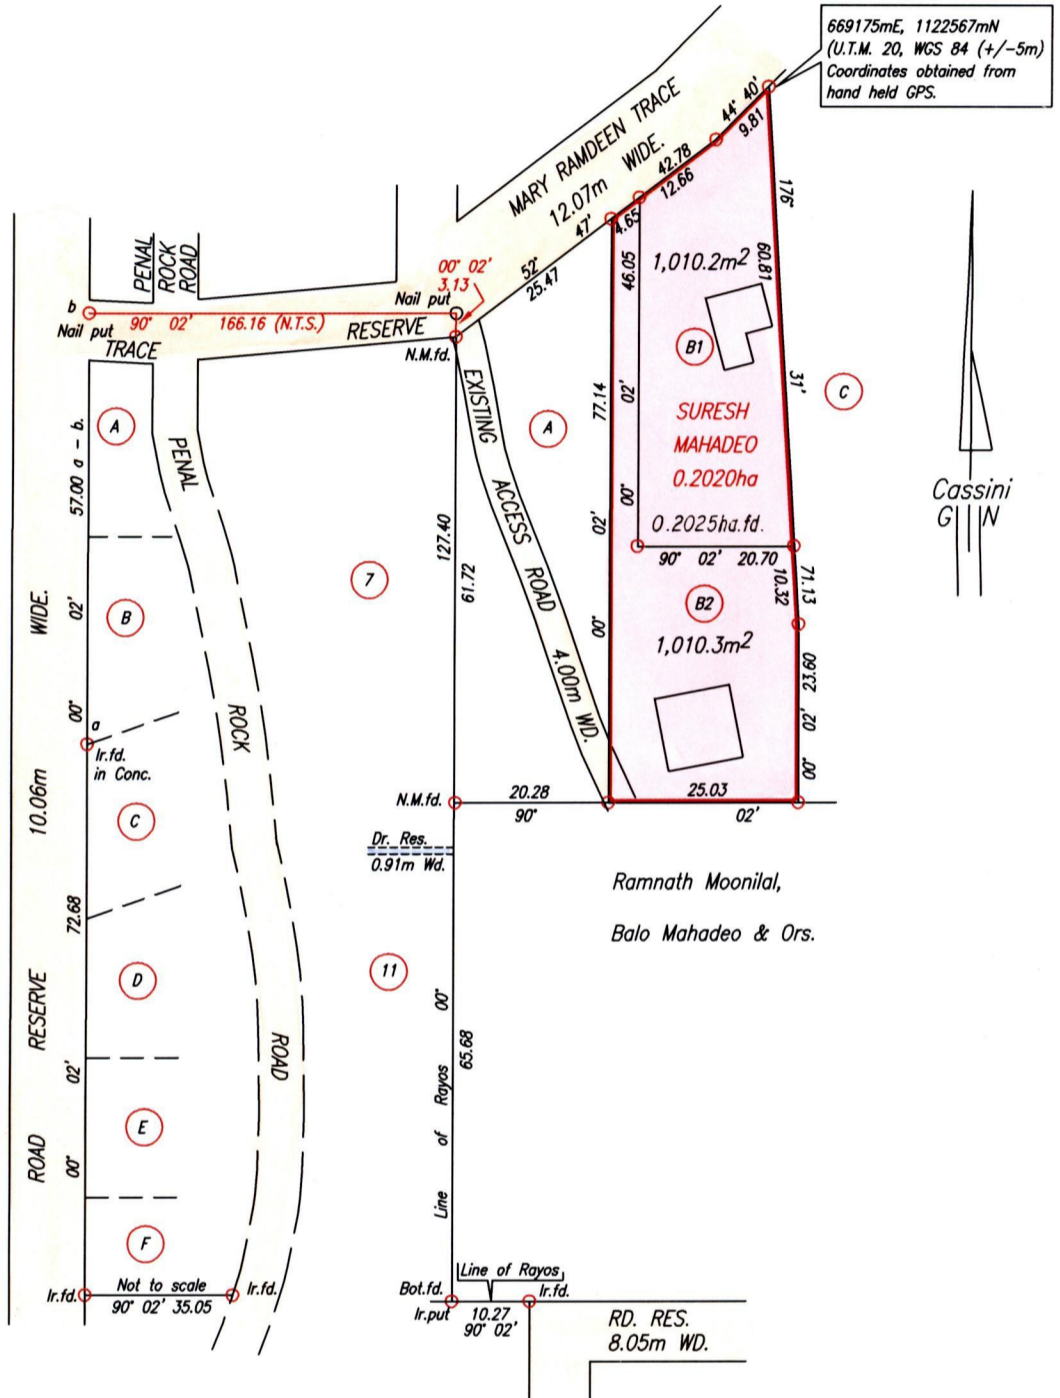 669175mE, 1122567mN
(U.T.M. 20, WGS 84 (+/-5m)
Coordinates obtained from
hand held GPS.
MARY RAMDEEN TRACE
12.07m WIDE.
44° 40'
9.81
42.78
12.66
47'
4.65
52°
25.47
176°
60.81
31'
46.05
02'
00°
1,010.2m2
B1
C
SURESH
MAHADEO
0.2020ha
0.2025ha.fd.
90° 02' 20.70
10.32
71.13
B2
1,010.3m2
77.14
02'
00°
23.09
02'
00°
25.03
02'
Cassini
G N
PENAL
ROCK
ROAD
00° 02'
3.13
Nail put
b
Nail put
90° 02' 166.16 (N.T.S.)
TRACE
RESERVE
N.M.fd.
EXISTING
ACCESS
ROAD
4.00m WD.
A
A
57.00 a - b.
PENAL
127.40
61.72
7
WIDE.
02'
B
00°
a
Ir.fd.
in Conc.
ROCK
10.06m
C
N.M.fd.
20.28
90°
Dr. Res.
0.91m Wd.
Ramnath Moonilal,
Balo Mahadeo & Ors.
72.68
D
11
RESERVE
ROAD
00°
65.68
Line of Rayos
02'
E
ROAD
00°
F
Ir.fd.
Not to scale
90° 02' 35.05
Ir.fd.
Line of Rayos
Bot.fd.
Ir.put
10.27
90° 02'
Ir.fd.
RD. RES.
8.05m WD.